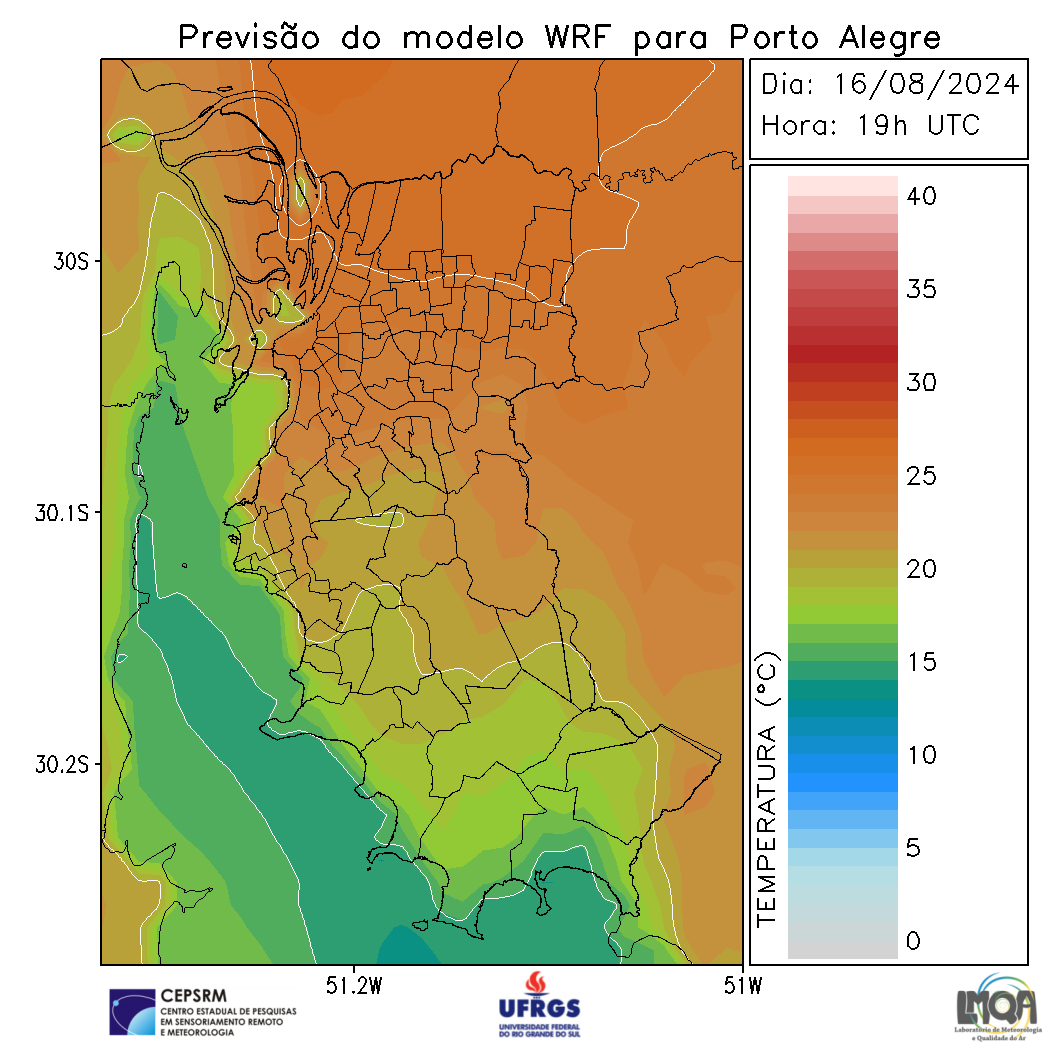 Previsão do modelo WRF para Porto Alegre
Dia: 16/08/2024
Hora: 19h UTC
40
35
30
25
20
15
10
5
0
TEMPERATURA (°C)
30S
30.1S
30.2S
51.2W
51W
CEPSRM
CENTRO ESTADUAL DE PESQUISAS
EM SENSORIAMENTO REMOTO
E METEOROLOGIA
UFRGS
UNIVERSIDADE FEDERAL
DO RIO GRANDE DO SUL
LMQA
Laboratório de Meteorologia
e Qualidade do Ar